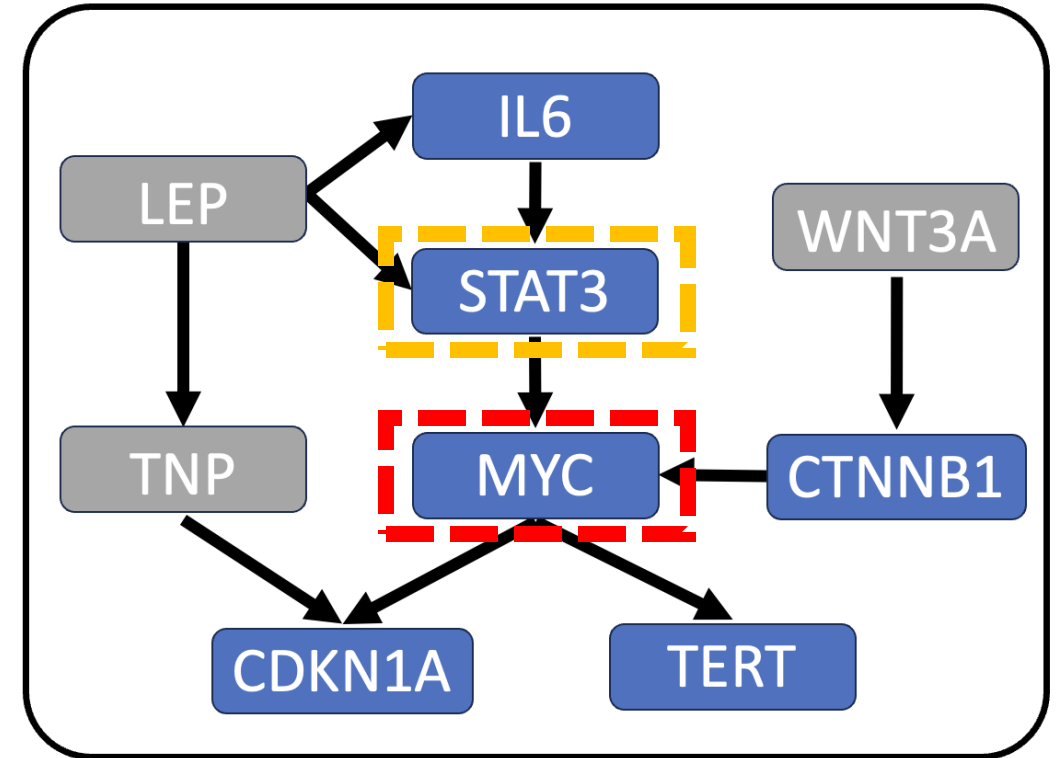 IL6
LEP
WNT3A
STAT3
TNP
MYC
CTNNB1
CDKN1A
TERT